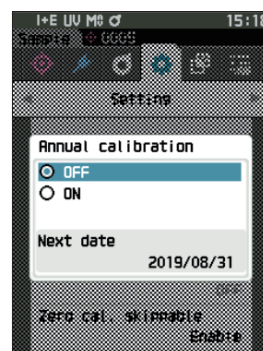 I+E UV M0 15:18
Sample 0005
Setting
Annual calibration
OFF
ON
Next date
2019/08/31
OFF
Zero cal. skippable
Enable